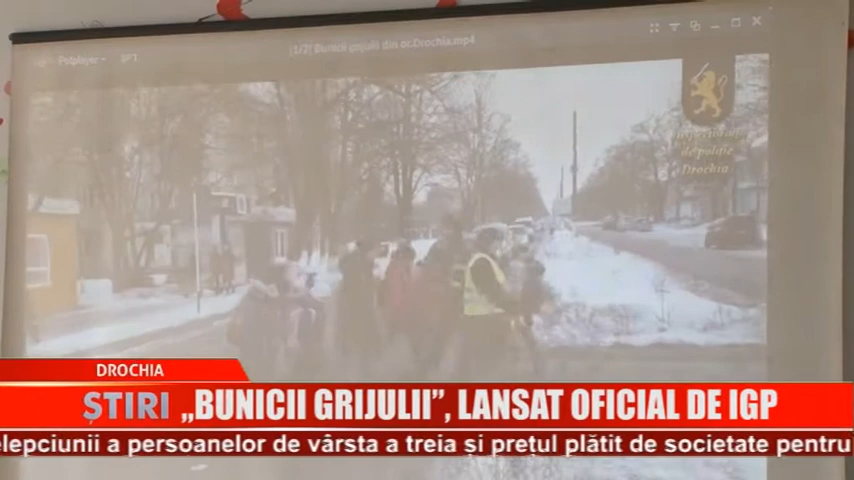 Potplayer
[1/2] Bunicii grijulii din or.Drochia.mp4
Inspectoratul
de poliție
Drochia
DROCHIA
ȘTIRI „BUNICII GRIJULII”, LANSAT OFICIAL DE IGP
elepciunii a persoanelor de vârsta a treia și prețul plătit de societate pentru